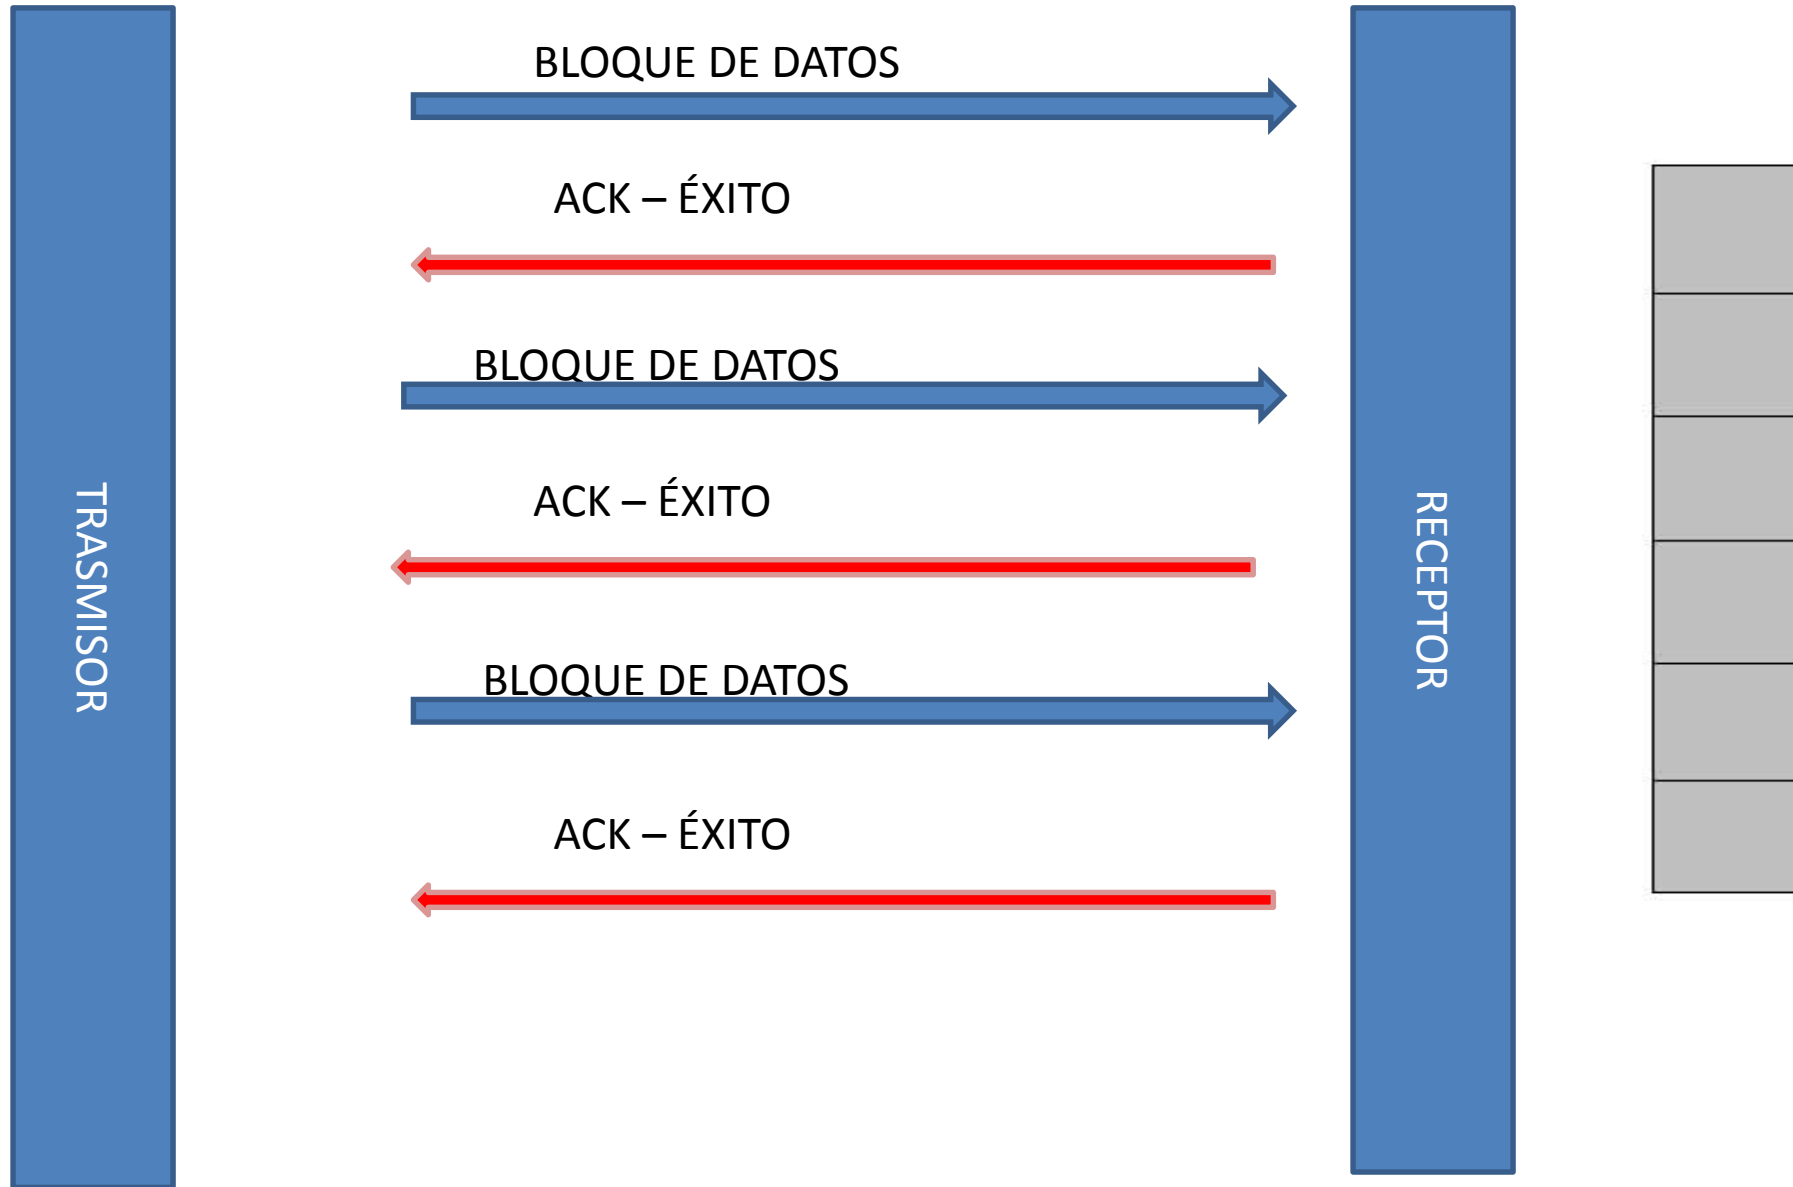 BLOQUE DE DATOS
ACK – ÉXITO
BLOQUE DE DATOS
ACK – ÉXITO
BLOQUE DE DATOS
ACK – ÉXITO
TRASMISOR
RECEPTOR